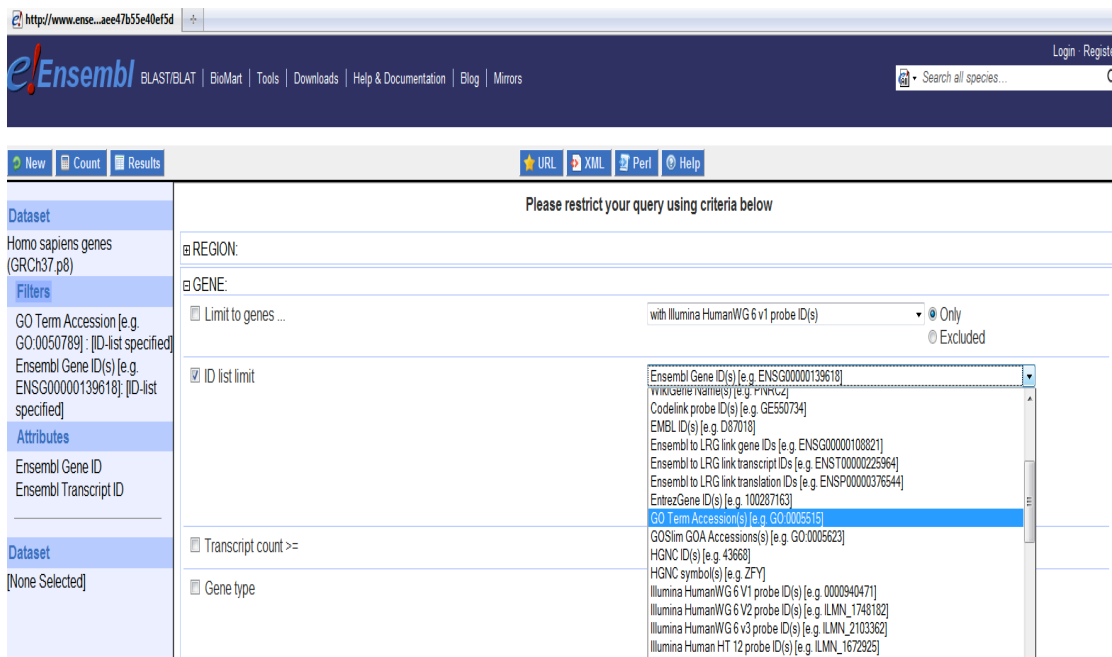 http://www.ense...aee47b55e40ef5d
Login · Registe
e!Ensembl BLAST/BLAT | BioMart | Tools | Downloads | Help & Documentation | Blog | Mirrors
Search all species...
New Count Results
URL XML Perl Help
Dataset
Homo sapiens genes
(GRCh37.p8)
Filters
GO Term Accession [e.g.
GO:0050789] : [ID-list specified]
Ensembl Gene ID(s) [e.g.
ENSG00000139618]: [ID-list
specified]
Attributes
Ensembl Gene ID
Ensembl Transcript ID
Dataset
[None Selected]
Please restrict your query using criteria below
REGION:
GENE:
Limit to genes ...
with Illumina HumanWG 6 v1 probe ID(s)
Only
Excluded
ID list limit
Ensembl Gene ID(s) [e.g. ENSG00000139618]
WikiGene Name(s) [e.g. PNRC2]
Codelink probe ID(s) [e.g. GE550734]
EMBL ID(s) [e.g. D87018]
Ensembl to LRG link gene IDs [e.g. ENSG00000108821]
Ensembl to LRG link transcript IDs [e.g. ENST00000225964]
Ensembl to LRG link translation IDs [e.g. ENSP00000376544]
EntrezGene ID(s) [e.g. 100287163]
GO Term Accession(s) [e.g. GO:0005515]
GOSlim GOA Accessions(s) [e.g. GO:0005623]
HGNC ID(s) [e.g. 43668]
HGNC symbol(s) [e.g. ZFY]
Illumina HumanWG 6 V1 probe ID(s) [e.g. 0000940471]
Illumina HumanWG 6 V2 probe ID(s) [e.g. ILMN_1748182]
Illumina HumanWG 6 v3 probe ID(s) [e.g. ILMN_2103362]
Illumina Human HT 12 probe ID(s) [e.g. ILMN_1672925]
Transcript count >=
Gene type